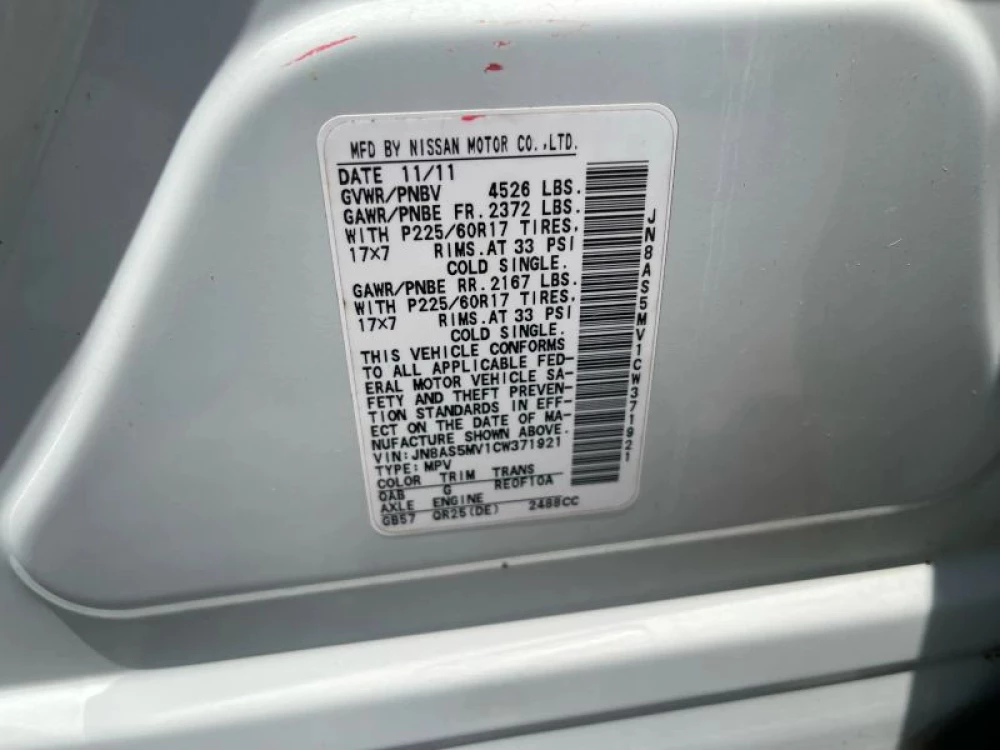 MFD BY NISSAN MOTOR CO.,LTD.
DATE 11/11
GVWR/PNBV 4526 LBS.
GAWR/PNBE FR.2372 LBS.
WITH P225/60R17 TIRES,
17×7 RIMS.AT 33 PSI
COLD SINGLE.
GAWR/PNBE RR.2167 LBS.
WITH P225/60R17 TIRES,
17×7 RIMS.AT 33 PSI
COLD SINGLE.
THIS VEHICLE CONFORMS
TO ALL APPLICABLE FED-
ERAL MOTOR VEHICLE SA-
FETY AND THEFT PREVEN-
TION STANDARDS IN EFF-
ECT ON THE DATE OF MA-
NUFACTURE SHOWN ABOVE.
VIN:JN8AS5MV1CW371921
TYPE:MPV
COLOR TRIM TRANS
QAB G RE0F10A
AXLE ENGINE
GB57 QR25(DE) 2488CC
JN8AS5MV1CW371921